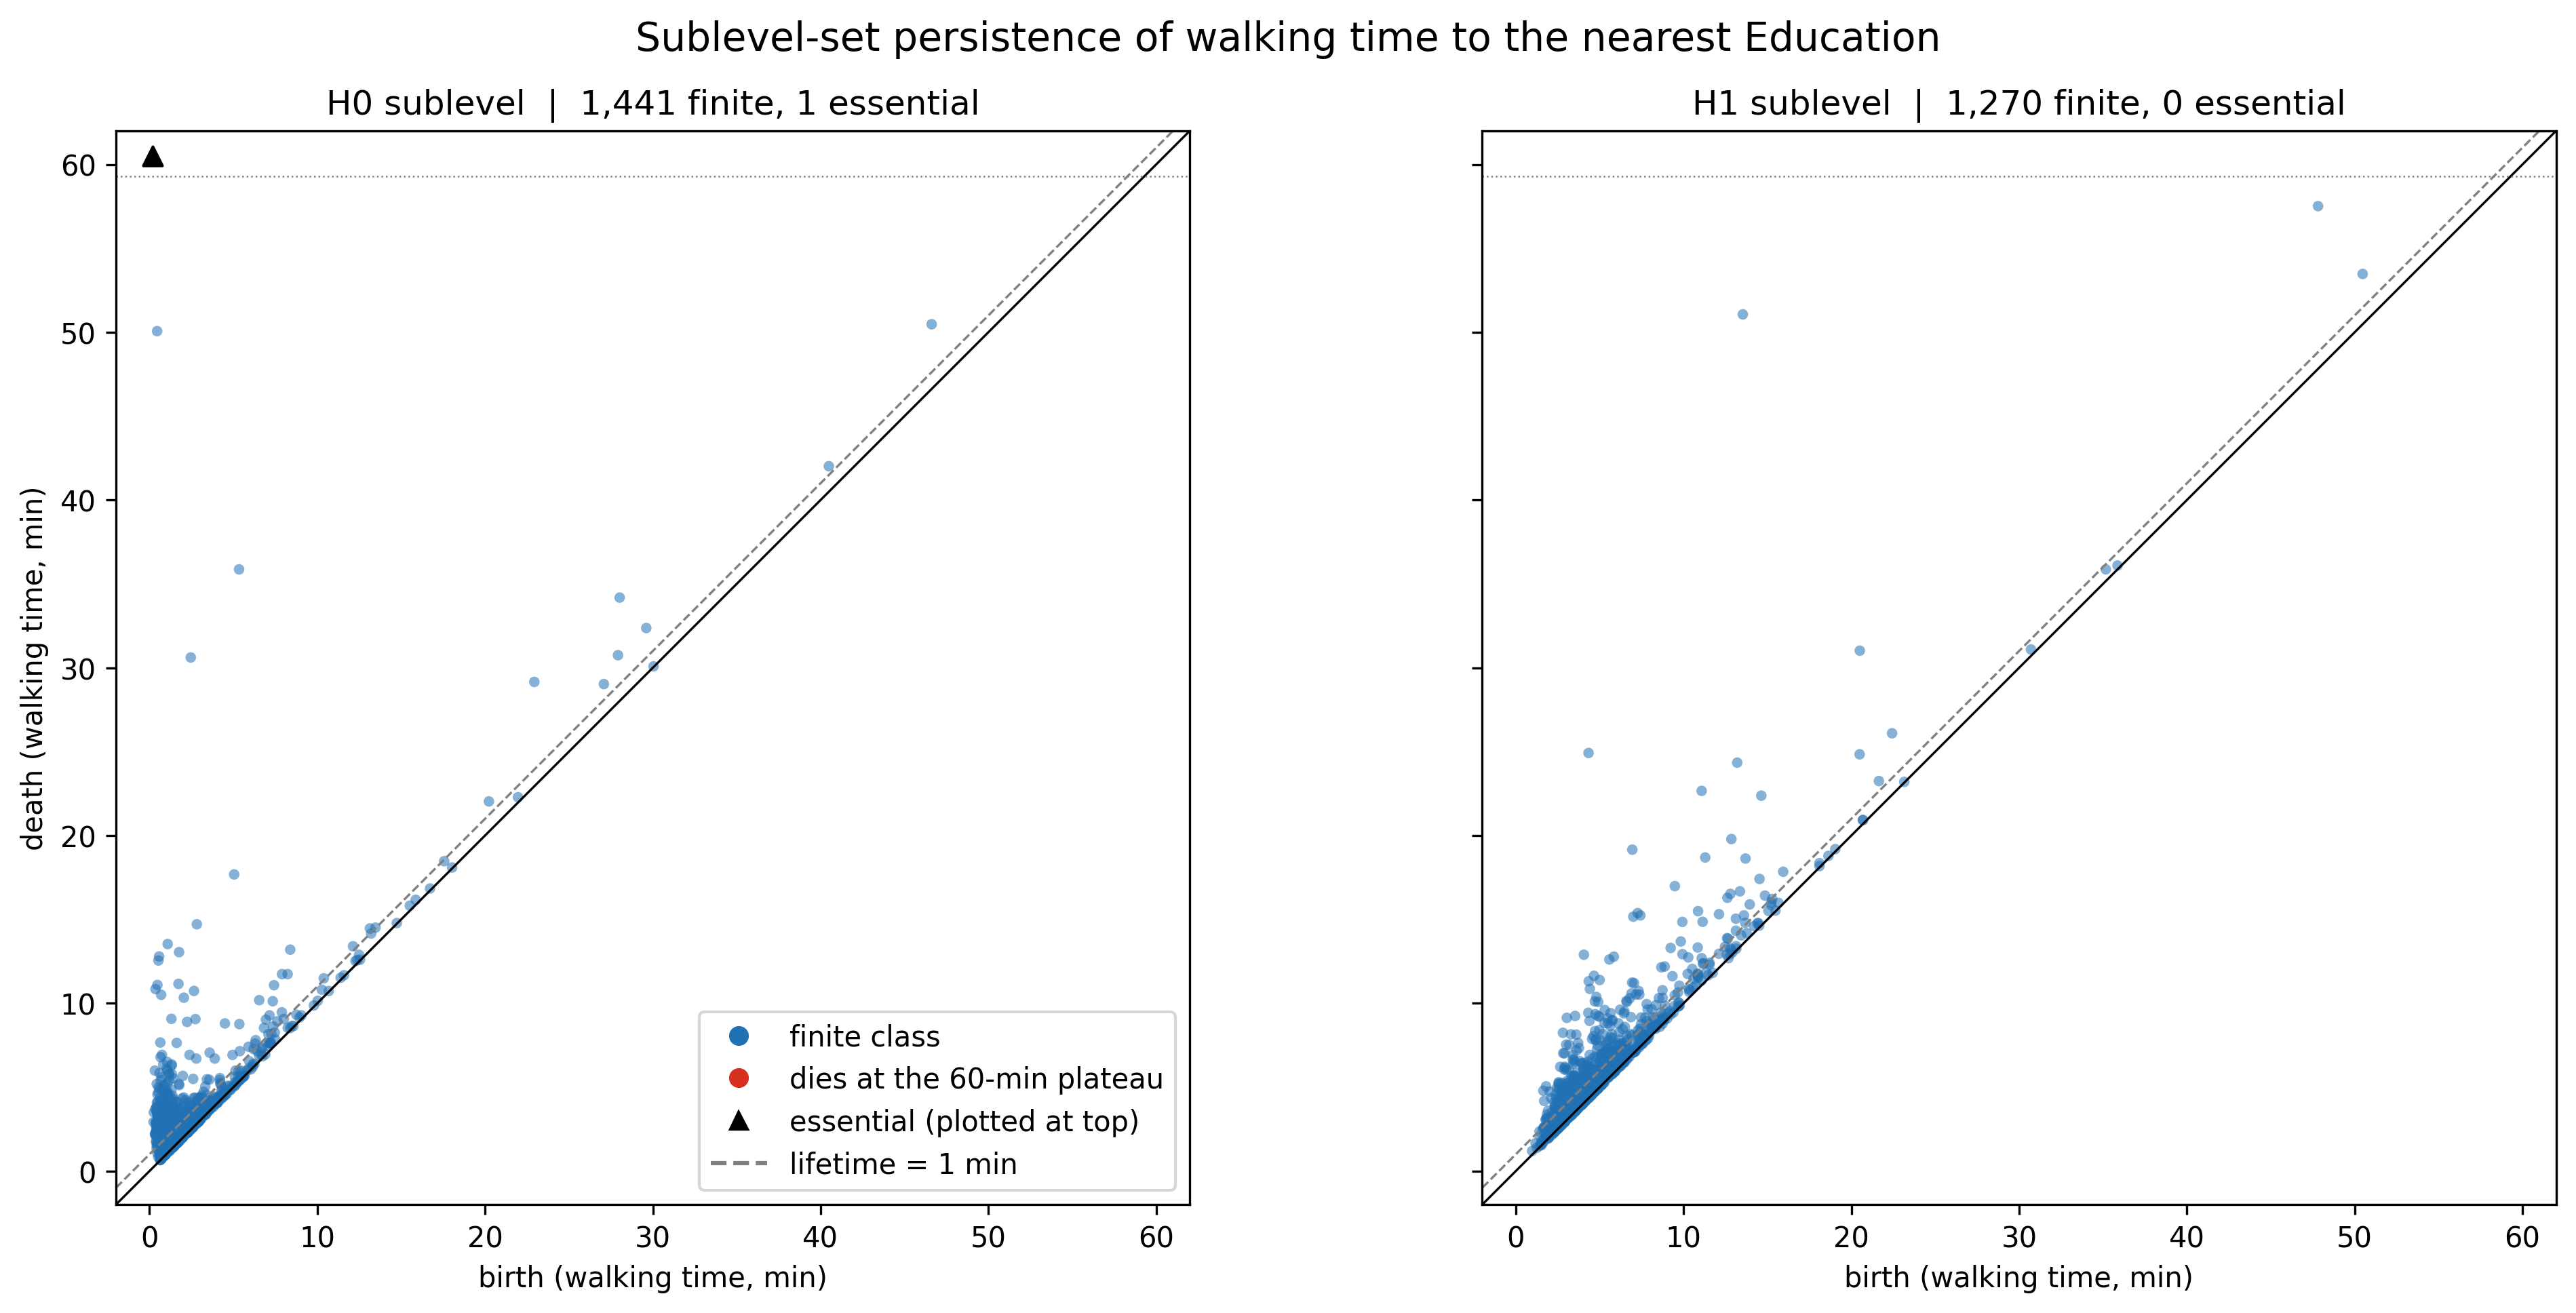 Sublevel-set persistence of walking time to the nearest Education
H0 sublevel | 1,441 finite, 1 essential
H1 sublevel | 1,270 finite, 0 essential
60
50
40
30
20
10
0
death (walking time, min)
finite class
dies at the 60-min plateau
essential (plotted at top)
lifetime = 1 min
0 10 20 30 40 50 60
0 10 20 30 40 50 60
birth (walking time, min)
birth (walking time, min)